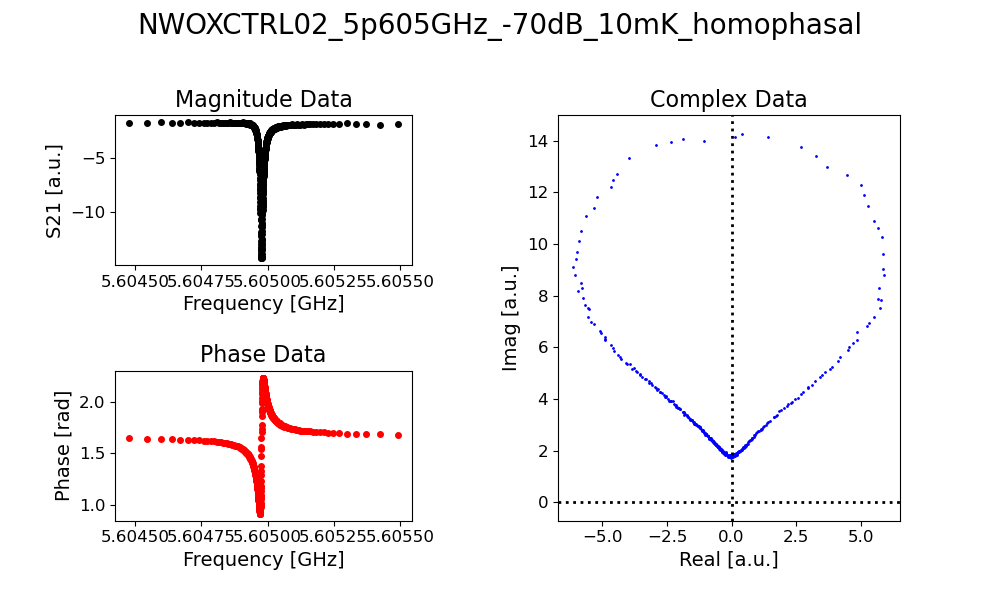 NWOXCTRL02_5p605GHz_-70dB_10mK_homophasal
Magnitude Data
S21 [a.u.]
−5
−10
5.60450 5.60475 5.60500 5.60525 5.60550
Frequency [GHz]
Phase Data
Phase [rad]
2.0
1.5
1.0
5.60450 5.60475 5.60500 5.60525 5.60550
Frequency [GHz]
Complex Data
Imag [a.u.]
14
12
10
8
6
4
2
0
−5.0 −2.5 0.0 2.5 5.0
Real [a.u.]